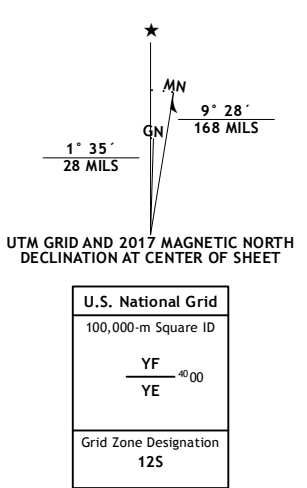 ★
MN
GN
9° 28´
168 MILS
1° 35´
28 MILS
UTM GRID AND 2017 MAGNETIC NORTH
DECLINATION AT CENTER OF SHEET
U.S. National Grid
100,000-m Square ID
YF
4000
YE
Grid Zone Designation
12S